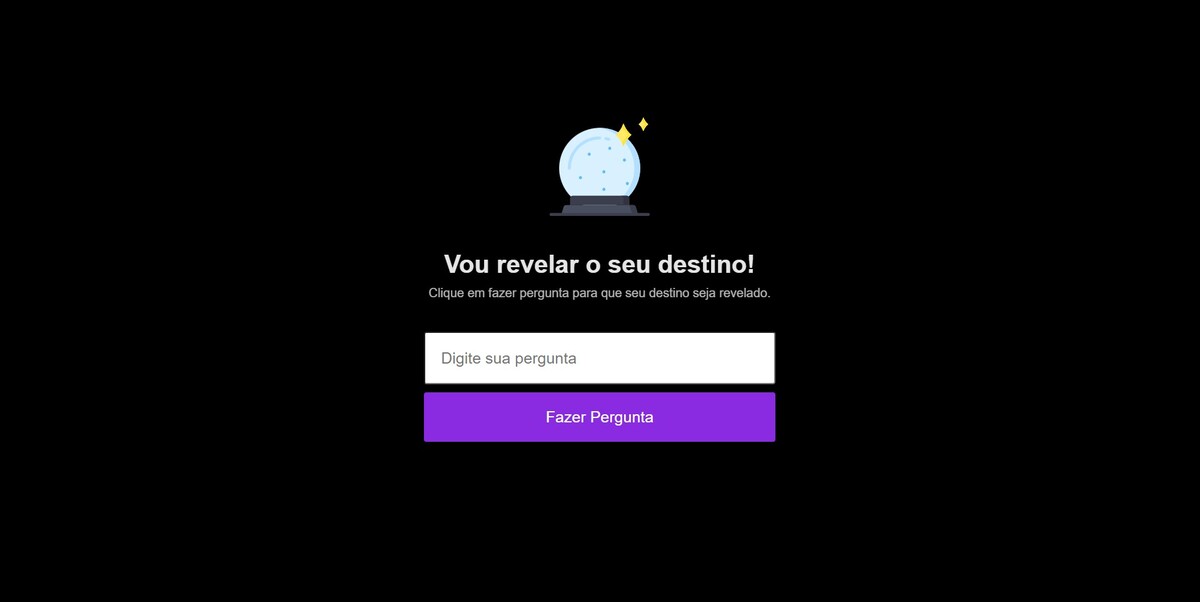 Vou revelar o seu destino!
Clique em fazer pergunta para que seu destino seja revelado.
Digite sua pergunta
Fazer Pergunta